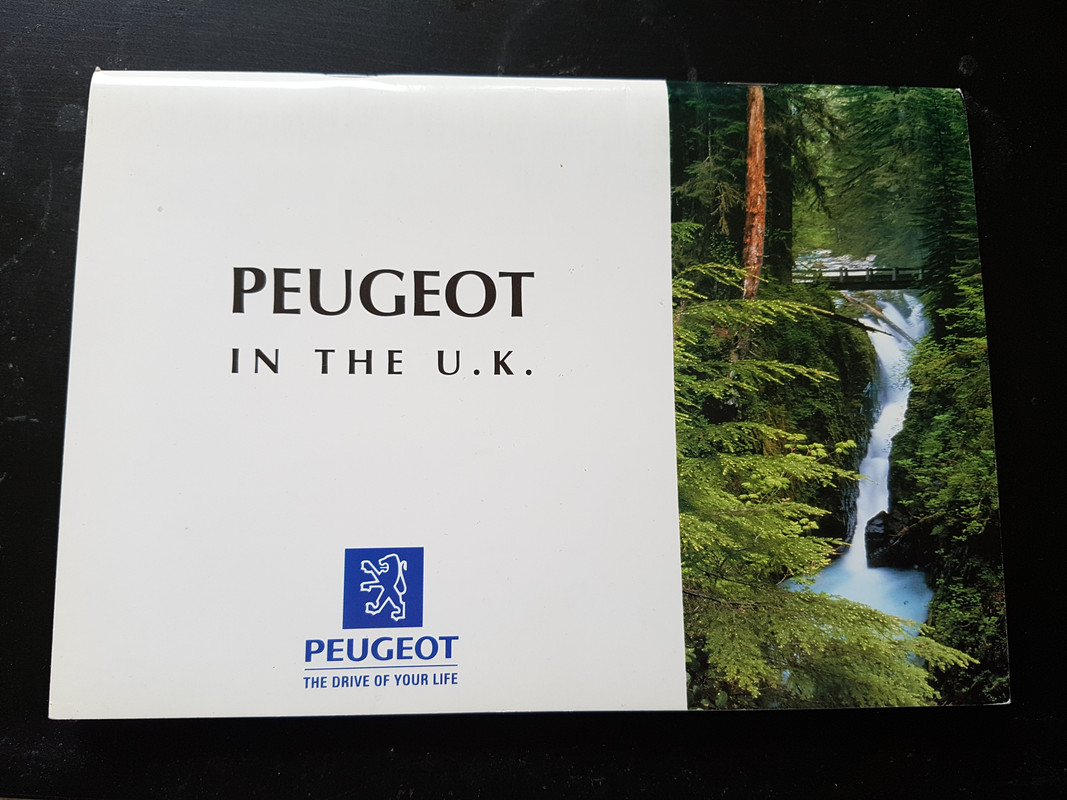 PEUGEOT
IN THE U.K.
PEUGEOT
THE DRIVE OF YOUR LIFE